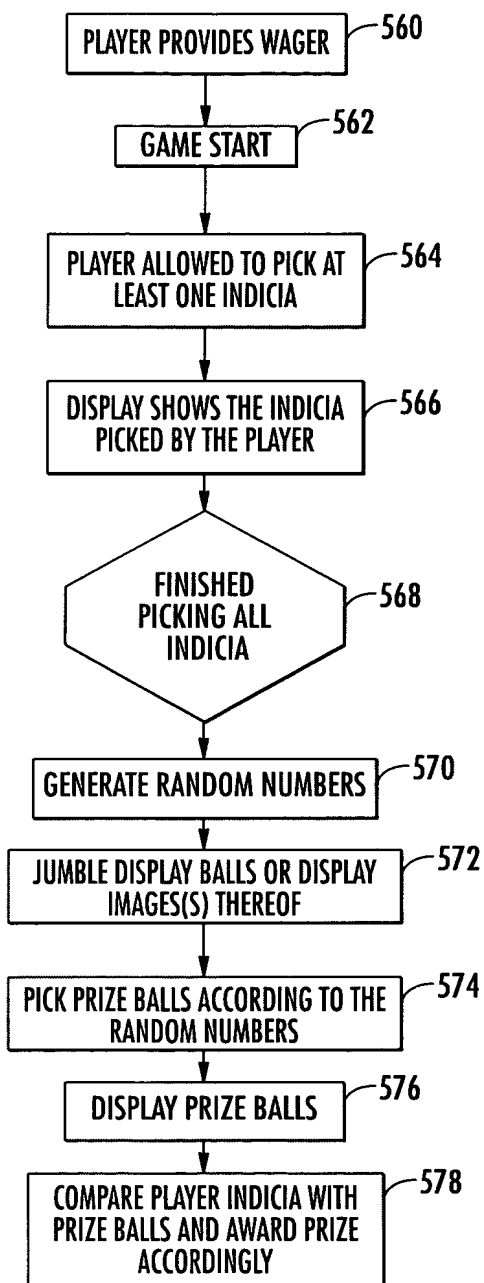 PLAYER PROVIDES WAGER
560
GAME START
562
PLAYER ALLOWED TO PICK AT
LEAST ONE INDICIA
564
DISPLAY SHOWS THE INDICIA
PICKED BY THE PLAYER
566
FINISHED
PICKING ALL
INDICIA
568
GENERATE RANDOM NUMBERS
570
JUMBLE DISPLAY BALLS OR DISPLAY
IMAGES(S) THEREOF
572
PICK PRIZE BALLS ACCORDING TO THE
RANDOM NUMBERS
574
DISPLAY PRIZE BALLS
576
COMPARE PLAYER INDICIA WITH
PRIZE BALLS AND AWARD PRIZE
ACCORDINGLY
578